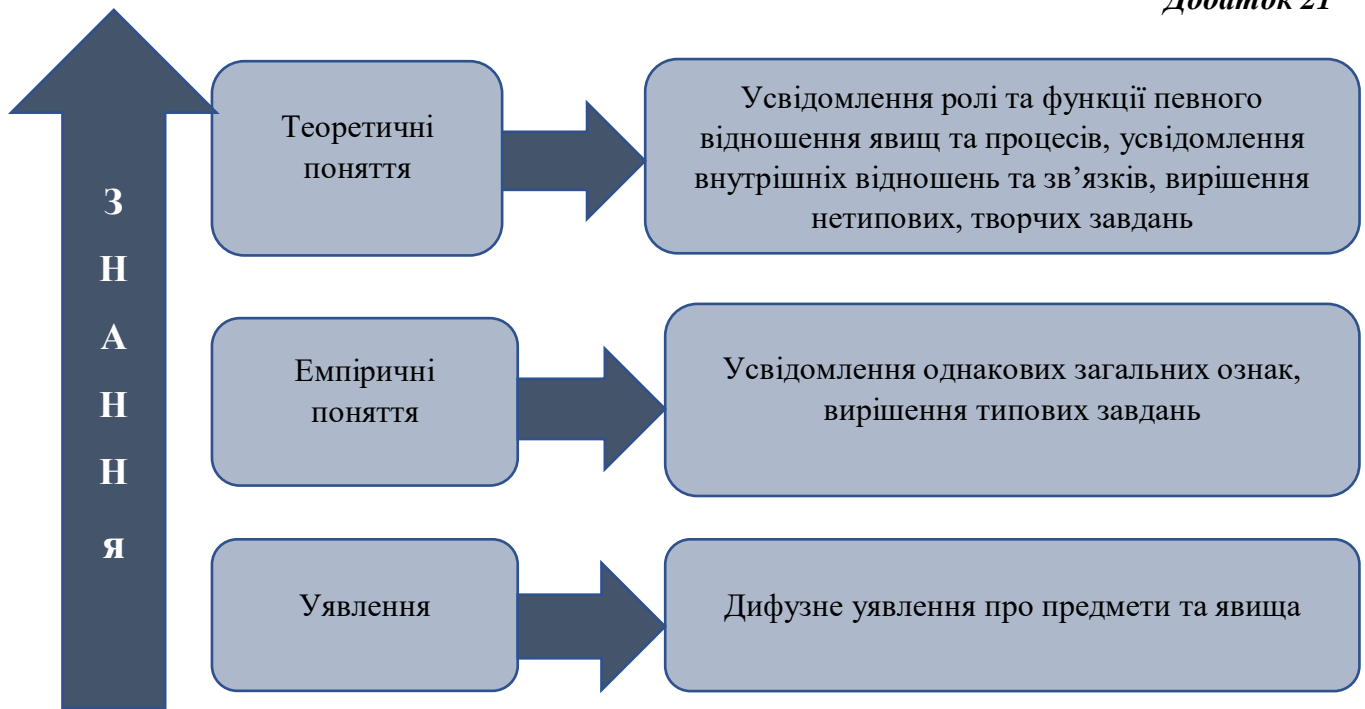 Додаток 21
Теоретичні
поняття
Усвідомлення ролі та функції певного
відношення явищ та процесів, усвідомлення
внутрішніх відношень та зв’язків, вирішення
нетипових, творчих завдань
З
Н
А
Н
Н
я
Емпіричні
поняття
Усвідомлення однакових загальних ознак,
вирішення типових завдань
Уявлення
Дифузне уявлення про предмети та явища